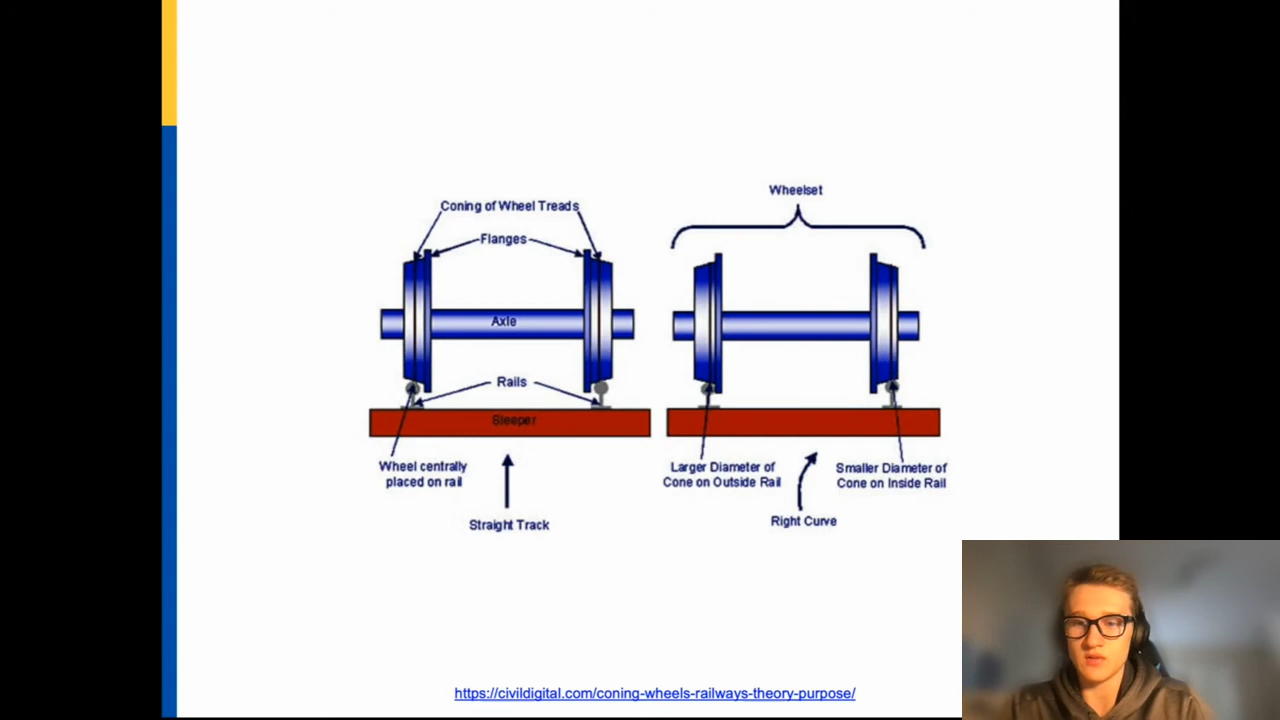 Coning of Wheel Treads
Flanges
Axle
Rails
Sleeper
Wheel centrally
placed on rail
Straight Track
Wheelset
Larger Diameter of
Cone on Outside Rail
Smaller Diameter of
Cone on Inside Rail
Right Curve
https://civildigital.com/coning-wheels-railways-theory-purpose/